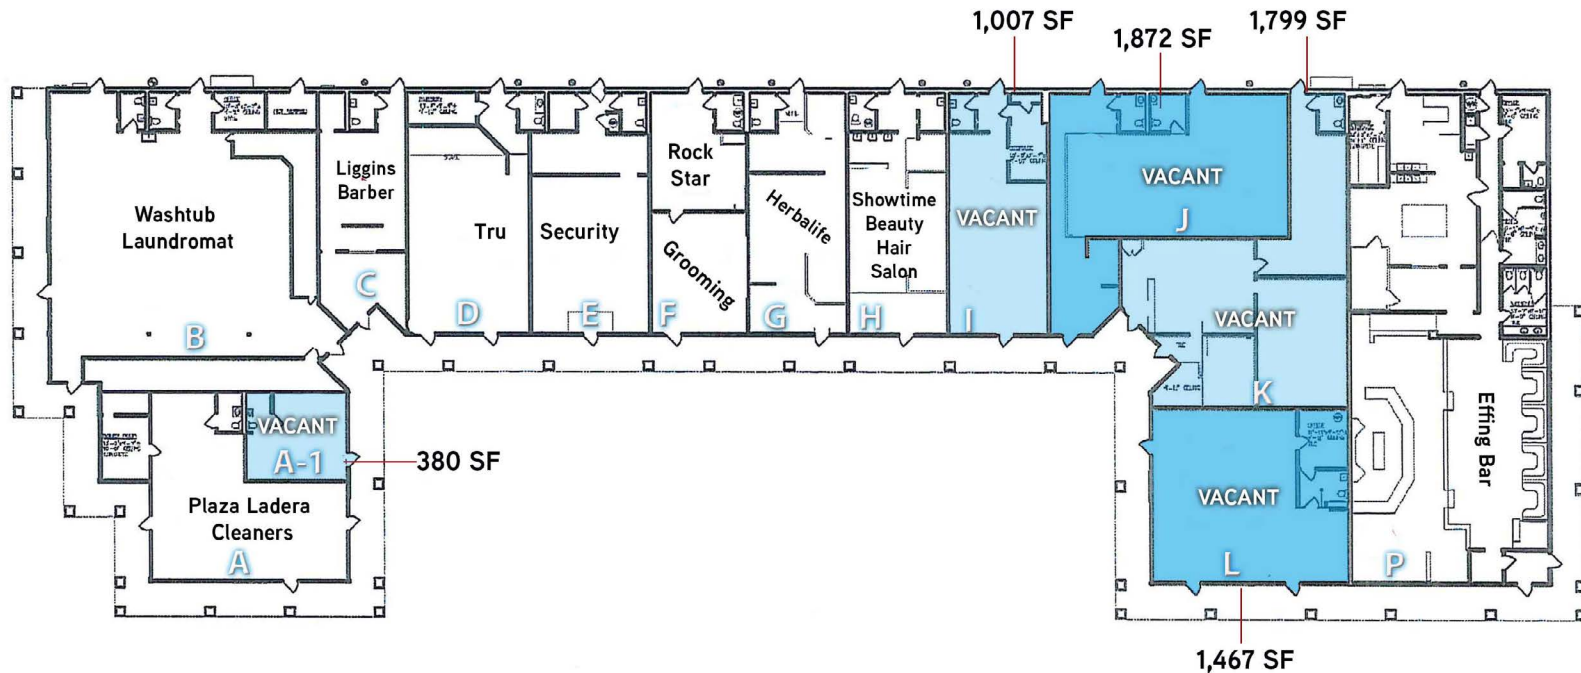 1,007 SF
1,872 SF
1,799 SF
Washtub
Laundromat
B
Liggins
Barber
C
Tru
D
Security
E
Rock
Star
Grooming
F
Herbalife
G
Showtime
Beauty
Hair
Salon
H
VACANT
I
VACANT
J
VACANT
K
VACANT
A-1
380 SF
Plaza Ladera
Cleaners
A
VACANT
L
1,467 SF
Effing Bar
P